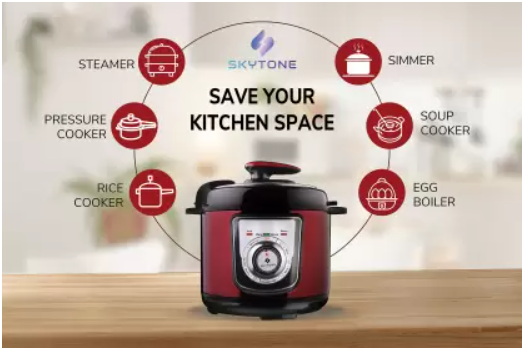 SKYTONE
SAVE YOUR
KITCHEN SPACE
STEAMER
PRESSURE
COOKER
RICE
COOKER
SIMMER
SOUP
COOKER
EGG
BOILER